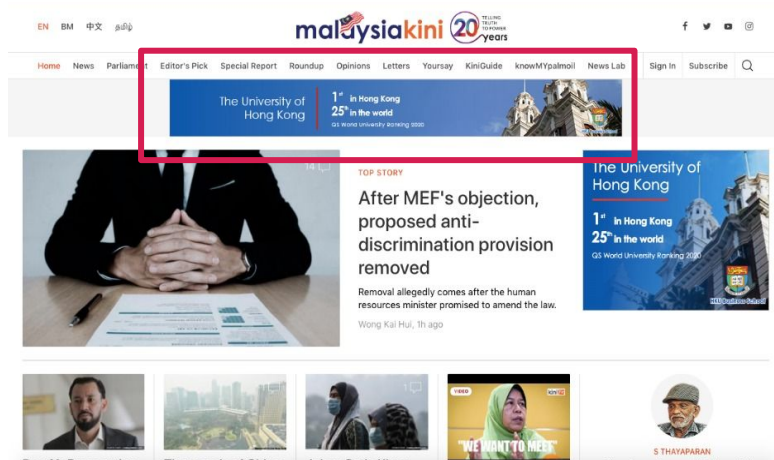 EN BM 中文 தமிழ்
malaysiakini 20 years
TELLING
TRUTH
TO POWER
Home News Parliament Editor's Pick Special Report Roundup Opinions Letters Yoursay KiniGuide knowMYpalmoil News Lab Sign In Subscribe
The University of
Hong Kong
1st in Hong Kong
25th in the world
QS World University Ranking 2020
14
TOP STORY
After MEF's objection,
proposed anti-
discrimination provision
removed
Removal allegedly comes after the human
resources minister promised to amend the law.
Wong Kai Hui, 1h ago
The University of
Hong Kong
1st in Hong Kong
25th in the world
QS World University Ranking 2020
HKU Business School
1
VIDEO
"WE WANT TO MEET"
S THAYAPARAN